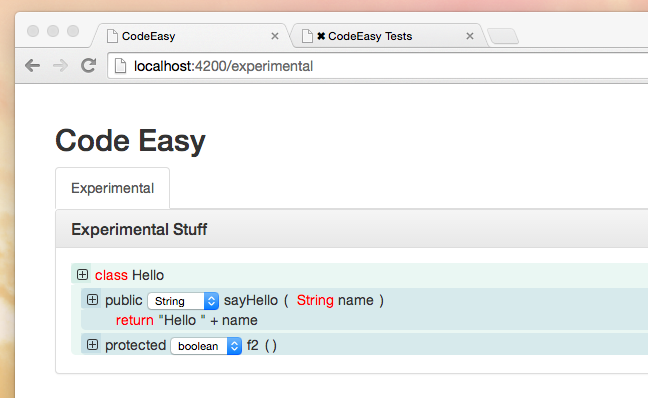 CodeEasy
✖ CodeEasy Tests
localhost:4200/experimental
Code Easy
Experimental
Experimental Stuff
class Hello
public String sayHello ( String name )
return "Hello " + name
protected boolean f2 ()